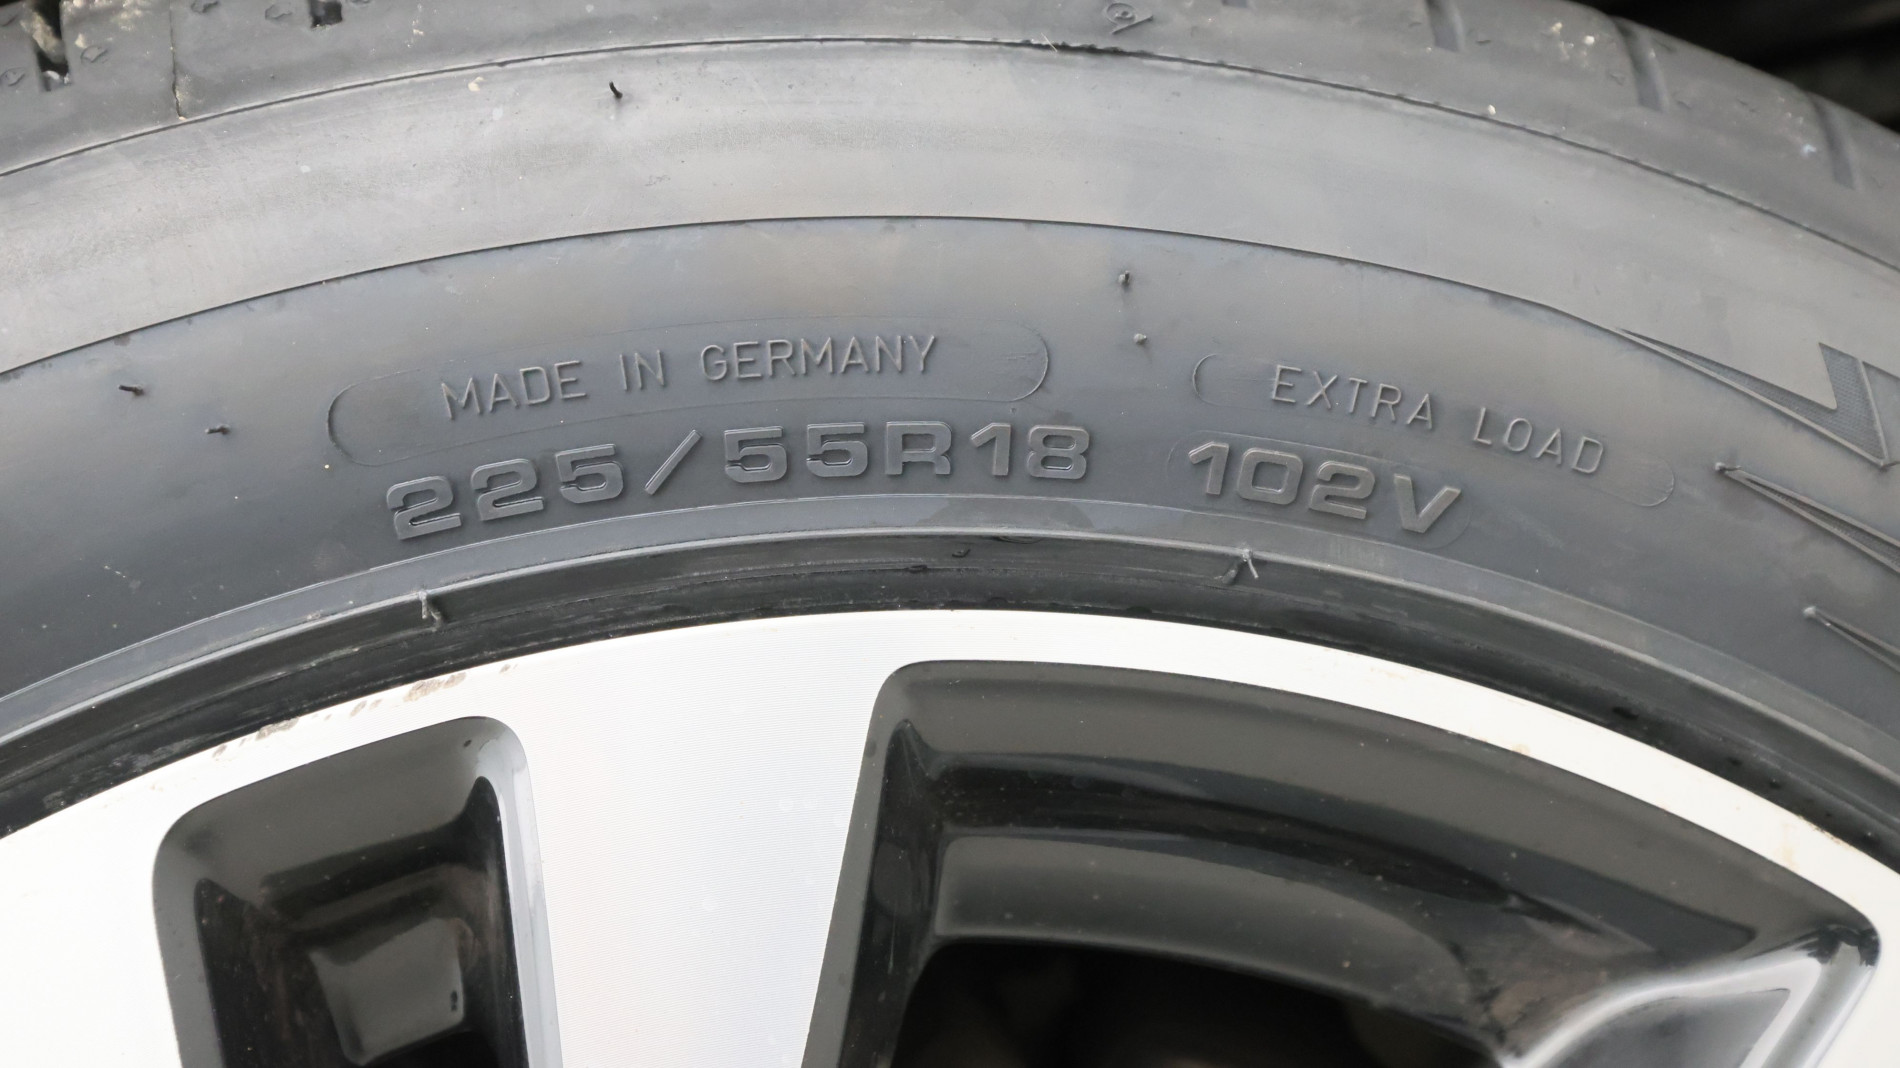 MADE IN GERMANY
EXTRA LOAD
225/55R18 102V